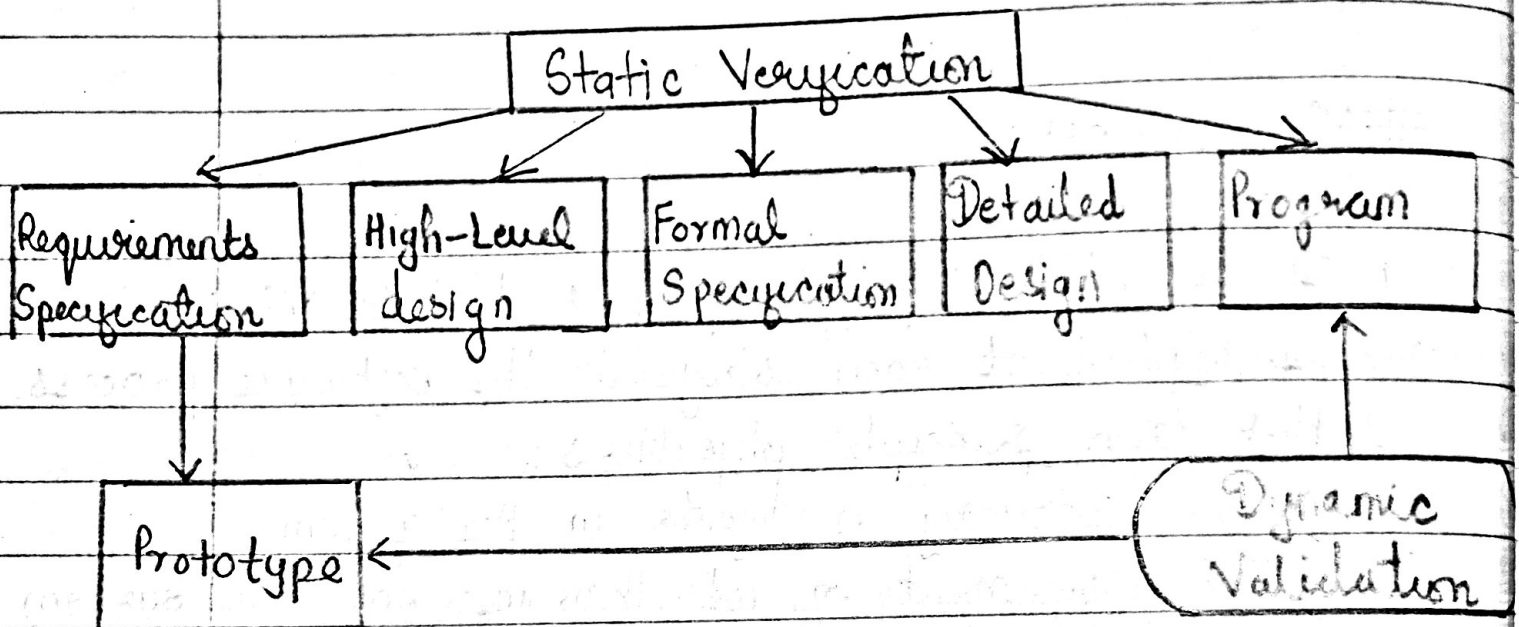 Static Verification
Requirements
Specification
High-Level
design
Formal
Specification
Detailed
Design
Program
Prototype
Dynamic
Validation